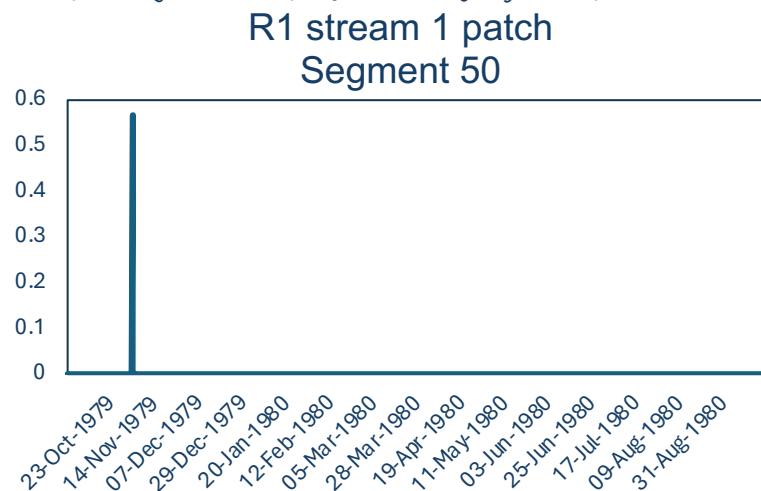 R1 stream 1 patch
Segment 50
0.6
0.5
0.4
0.3
0.2
0.1
0
23-Oct-1979
14-Nov-1979
07-Dec-1979
29-Dec-1979
20-Jan-1980
12-Feb-1980
05-Mar-1980
28-Mar-1980
19-Apr-1980
11-May-1980
03-Jun-1980
25-Jun-1980
17-Jul-1980
09-Aug-1980
31-Aug-1980